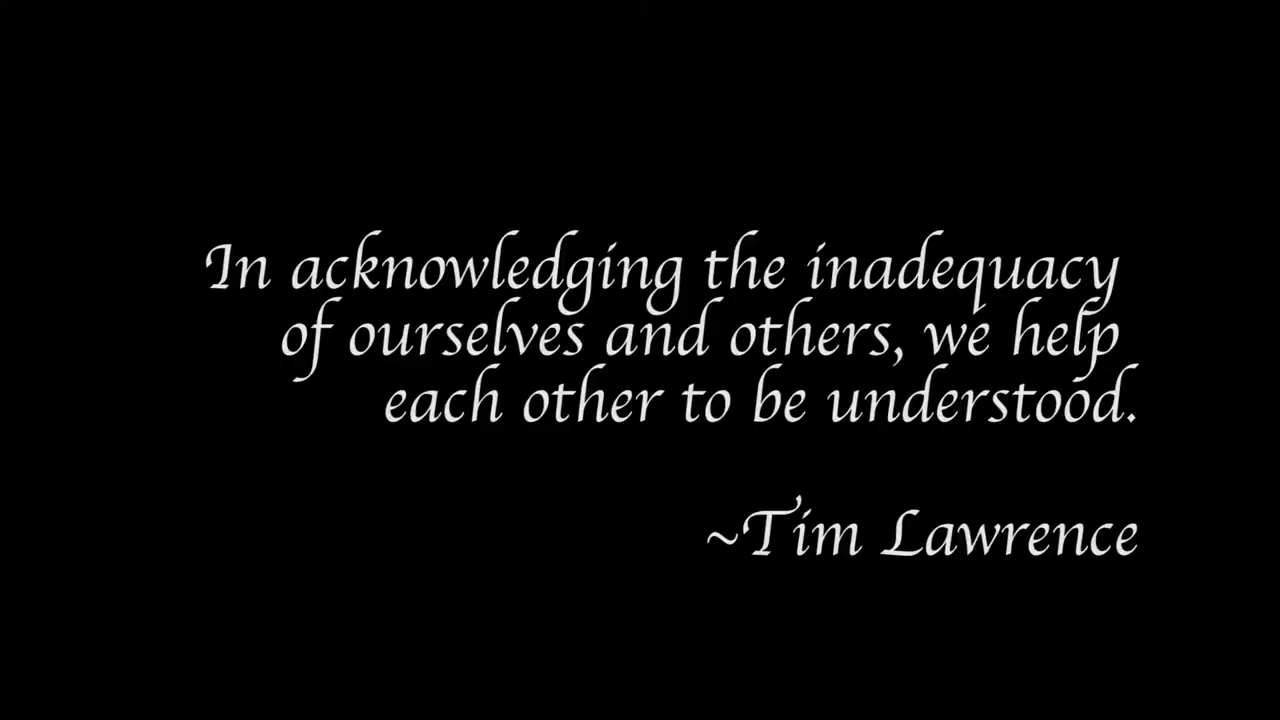 In acknowledging the inadequacy
of ourselves and others, we help
each other to be understood.
~Tim Lawrence